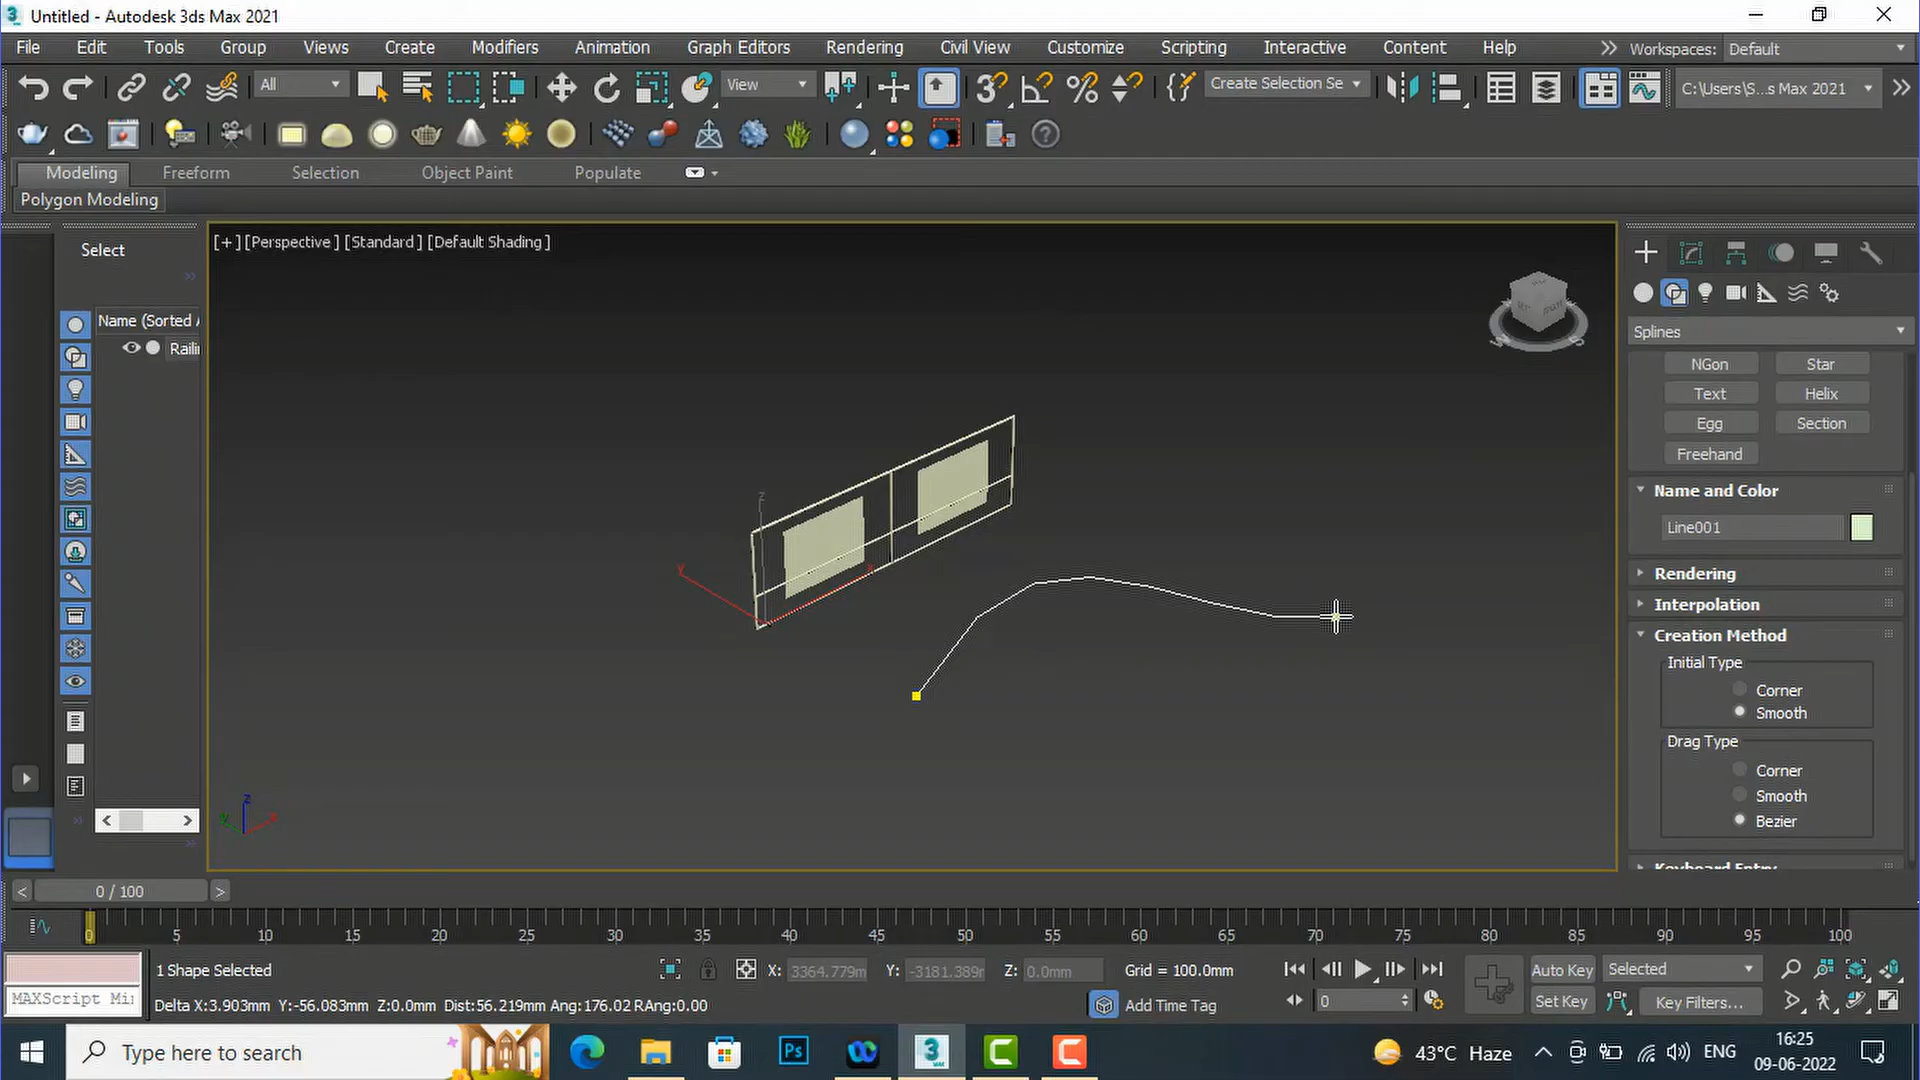 Untitled - Autodesk 3ds Max 2021
File Edit Tools Group Views Create Modifiers Animation Graph Editors Rendering Civil View Customize Scripting Interactive Content Help Workspaces: Default
All View Create Selection Se C:\Users\S...s Max 2021
Modeling Freeform Selection Object Paint Populate
Polygon Modeling
Select
[+] [Perspective ] [Standard ] [Default Shading ]
Name (Sorted A
Raili
Splines
NGon Star
Text Helix
Egg Section
Freehand
Name and Color
Line001
Rendering
Interpolation
Creation Method
Initial Type
Corner
Smooth
Drag Type
Corner
Smooth
Bezier
Keyboard Entry
z
y
x
z
< 0 / 100 >
0 5 10 15 20 25 30 35 40 45 50 55 60 65 70 75 80 85 90 95 100
1 Shape Selected X: 3364.779m Y: -3181.389m Z: 0.0mm Grid = 100.0mm Auto Key Selected
MAXScript Mi Delta X:3.903mm Y:-56.083mm Z:0.0mm Dist:56.219mm Ang:176.02 RAng:0.00 Add Time Tag 0 Set Key Key Filters...
Type here to search Ps 3 MAX C C 43°C Haze ENG 16:25
09-06-2022